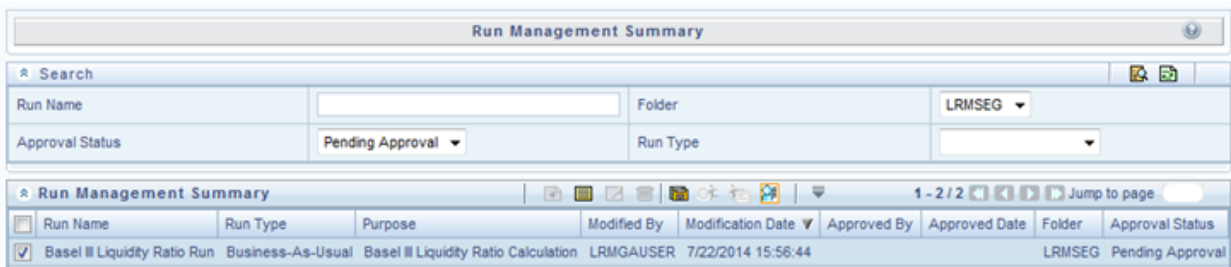 Run Management Summary
Search
Run Name Folder LRMSEG
Approval Status Pending Approval Run Type
Run Management Summary 1 - 2 / 2 Jump to page
Run Name Run Type Purpose Modified By Modification Date Approved By Approved Date Folder Approval Status
Basel III Liquidity Ratio Run Business-As-Usual Basel III Liquidity Ratio Calculation LRMGAUSER 7/22/2014 15:56:44 LRMSEG Pending Approval